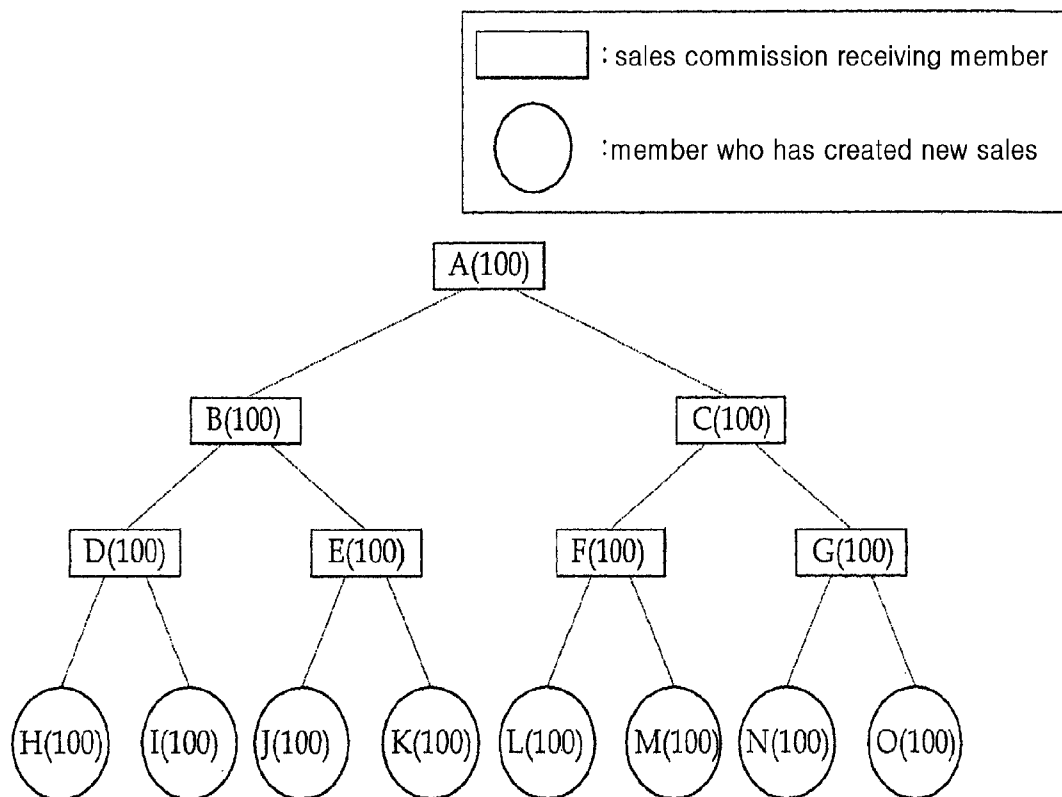 : sales commission receiving member
:member who has created new sales
A(100)
B(100) C(100)
D(100) E(100) F(100) G(100)
H(100) I(100) J(100) K(100) L(100) M(100) N(100) O(100)